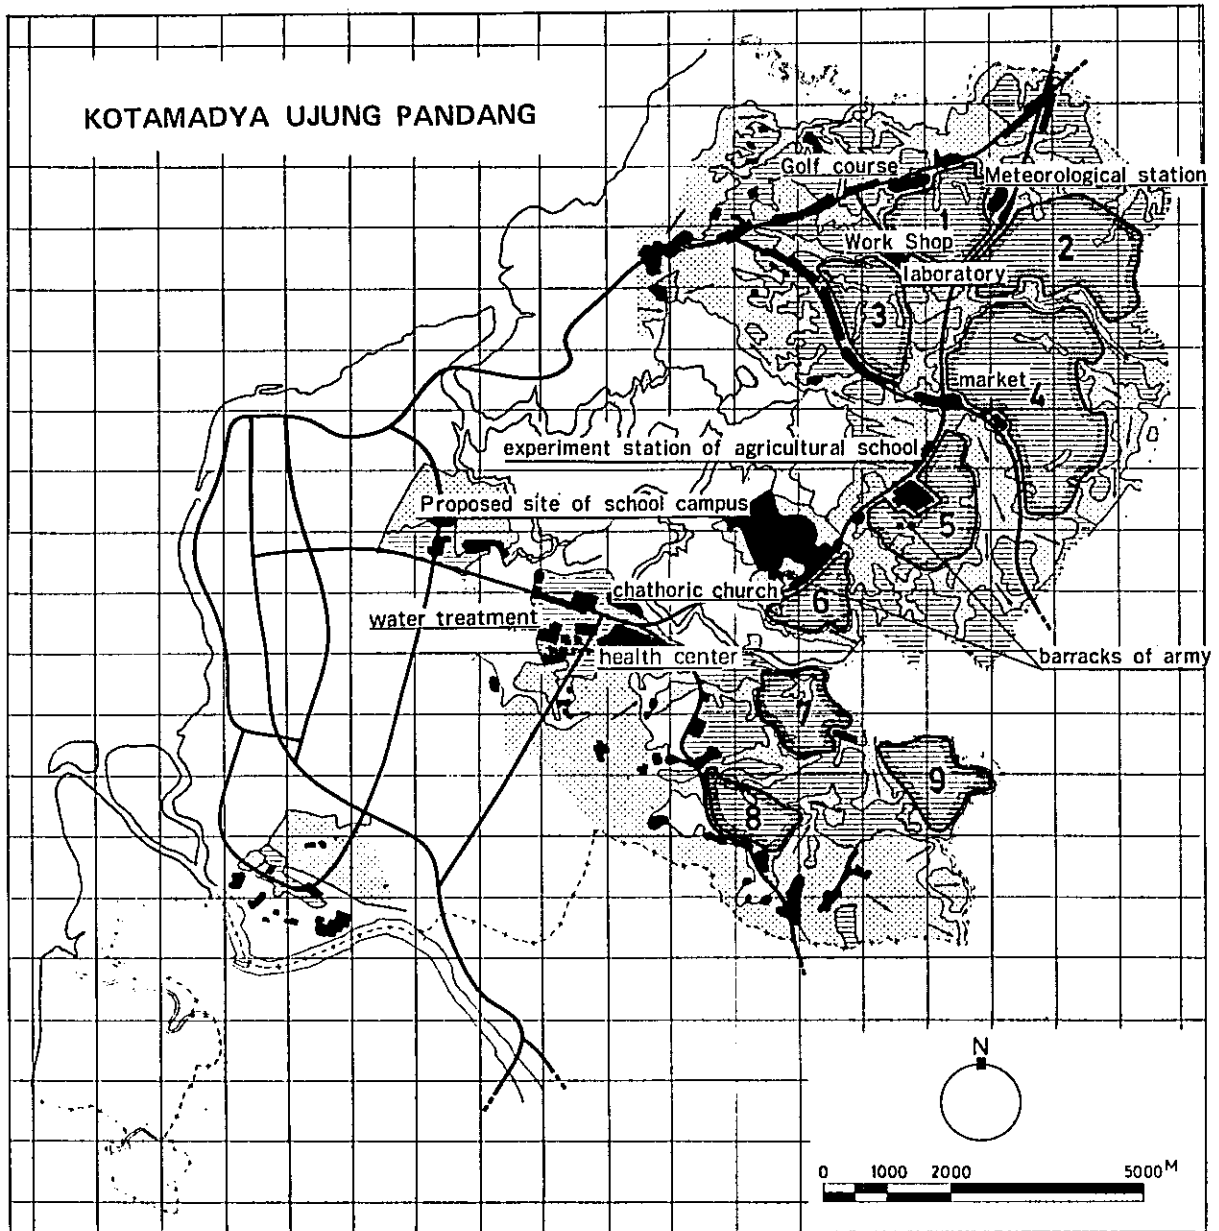 KOTAMADYA UJUNG PANDANG
Golf course
Meteorological station
1
2
Work Shop
laboratory
3
market
4
experiment station of agricultural school
Proposed site of school campus
5
chathoric church
6
water treatment
health center
barracks of army
7
9
8
N
0 1000 2000 5000M